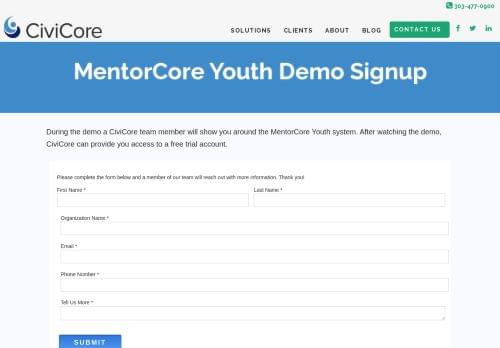 303-477-0900
CiviCore
SOLUTIONS CLIENTS ABOUT BLOG CONTACT US
MentorCore Youth Demo Signup
During the demo a CiviCore team member will show you around the MentorCore Youth system. After watching the demo,
CiviCore can provide you access to a free trial account.
Please complete the form below and a member of our team will reach out with more information. Thank you!
First Name * Last Name *
Organization Name *
Email *
Phone Number *
Tell Us More *
SUBMIT